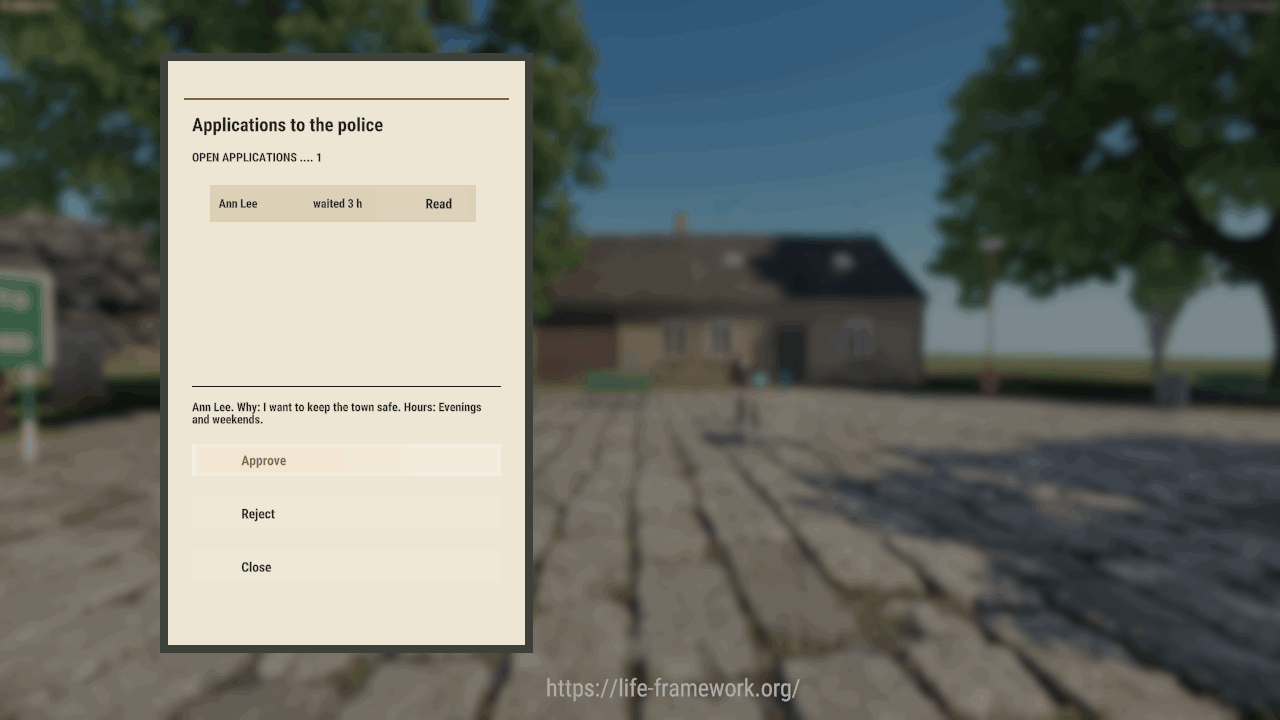 Applications to the police
OPEN APPLICATIONS .... 1
Ann Lee waited 3 h Read
Ann Lee. Why: I want to keep the town safe. Hours: Evenings
and weekends.
Approve
Reject
Close
https://life-framework.org/